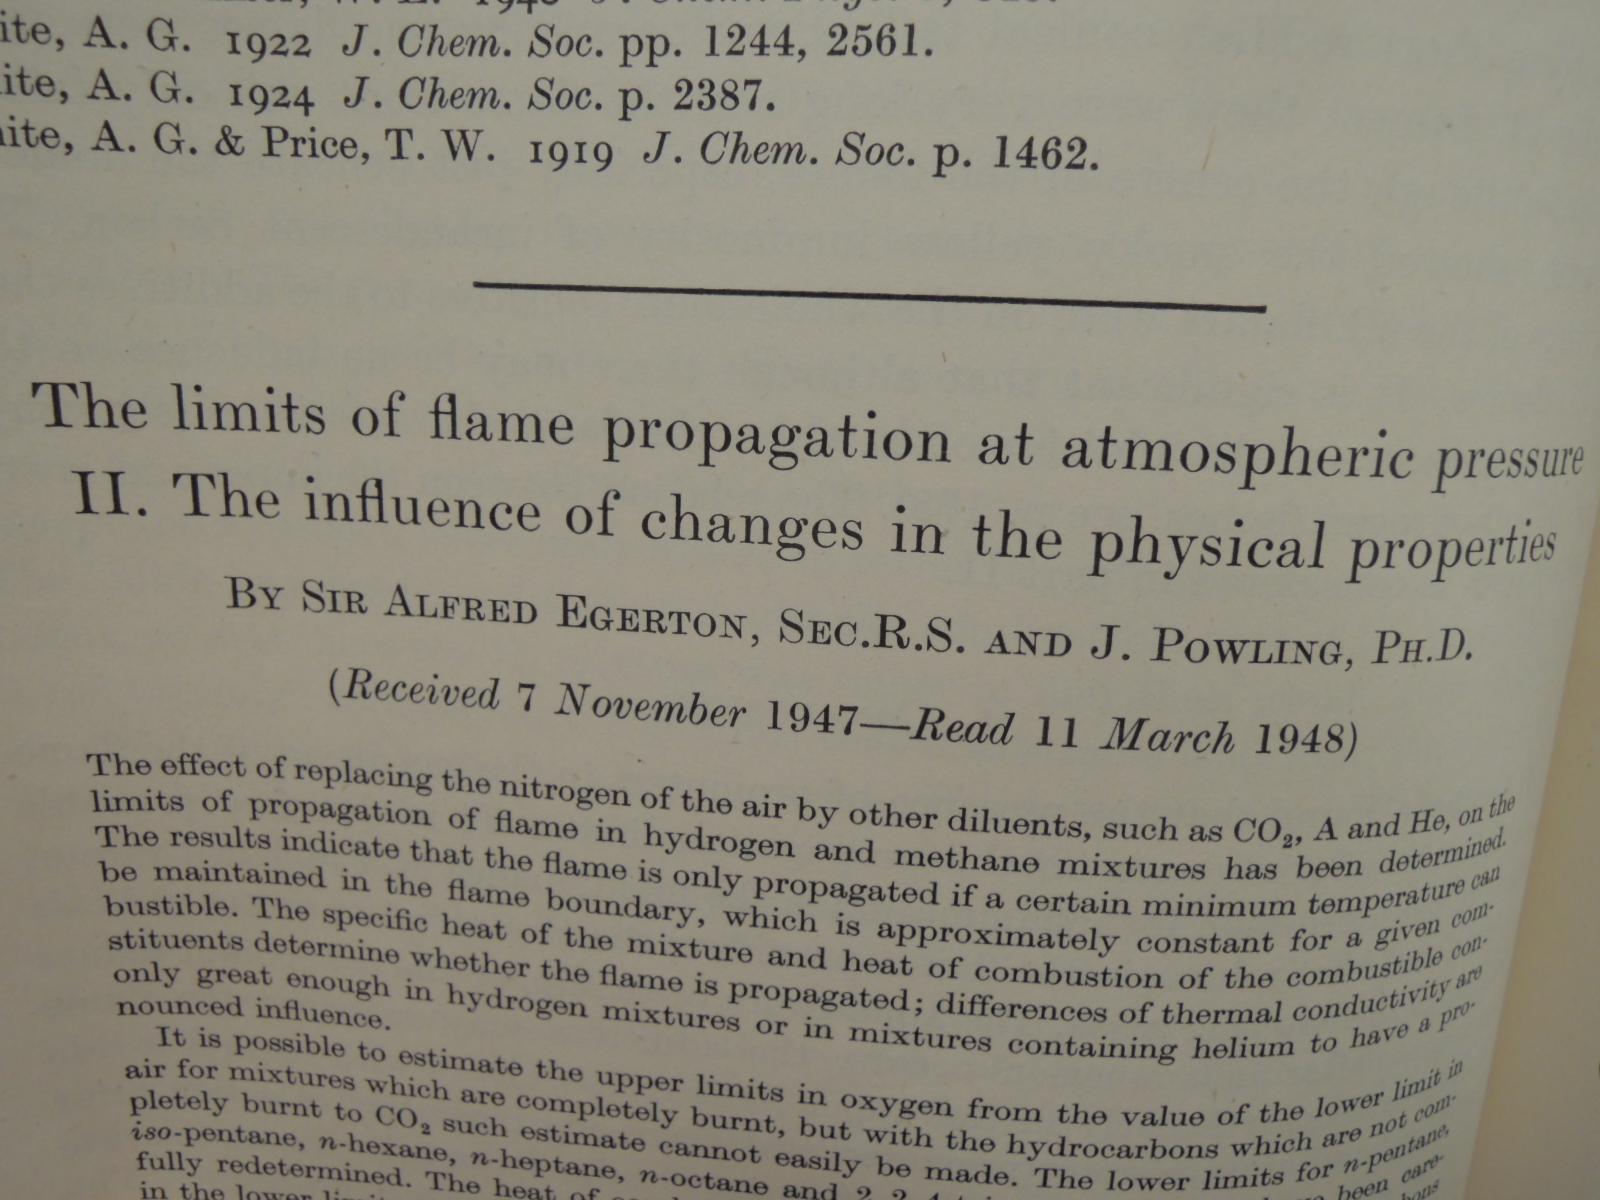 ite, A. G. 1922 J. Chem. Soc. pp. 1244, 2561.
ite, A. G. 1924 J. Chem. Soc. p. 2387.
ite, A. G. & Price, T. W. 1919 J. Chem. Soc. p. 1462.
The limits of flame propagation at atmospheric pressure
II. The influence of changes in the physical properties
By Sir Alfred Egerton, Sec.R.S. and J. Powling, Ph.D.
(Received 7 November 1947—Read 11 March 1948)
The effect of replacing the nitrogen of the air by other diluents, such as CO₂, A and He, on the
limits of propagation of flame in hydrogen and methane mixtures has been determined.
The results indicate that the flame is only propagated if a certain minimum temperature can
be maintained in the flame boundary, which is approximately constant for a given com-
bustible. The specific heat of the mixture and heat of combustion of the combustible con-
stituents determine whether the flame is propagated; differences of thermal conductivity are
only great enough in hydrogen mixtures or in mixtures containing helium to have a pro-
nounced influence.
It is possible to estimate the upper limits in oxygen from the value of the lower limit in
air for mixtures which are completely burnt, but with the hydrocarbons which are not com-
pletely burnt to CO₂ such estimate cannot easily be made. The lower limits for n-pentane,
iso-pentane, n-hexane, n-heptane, n-octane and 2 2 4 been care-
fully redetermined. The heat of
in the lower